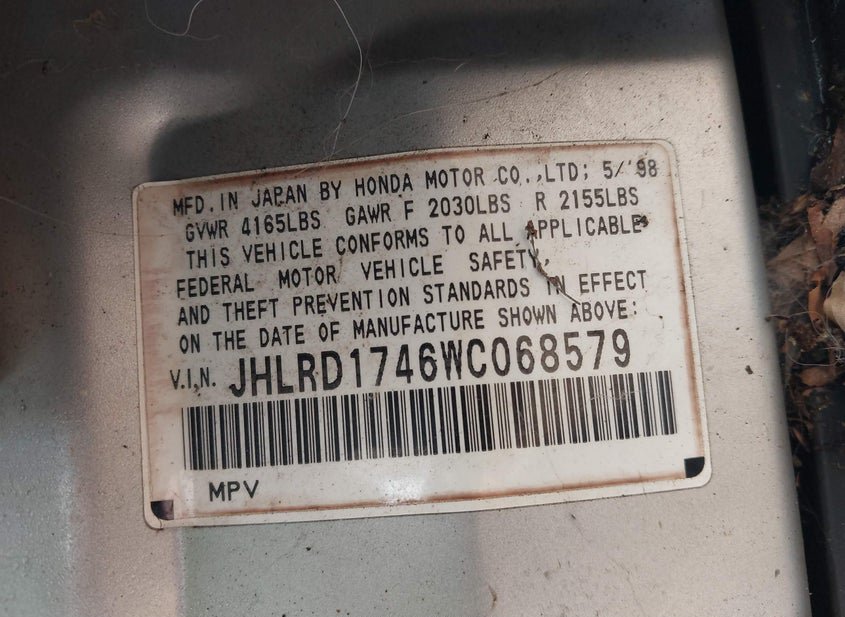 MFD. IN JAPAN BY HONDA MOTOR CO., LTD; 5/'98
GVWR 4165LBS GAWR F 2030LBS R 2155LBS
THIS VEHICLE CONFORMS TO ALL APPLICABLE
FEDERAL MOTOR VEHICLE SAFETY,
AND THEFT PREVENTION STANDARDS IN EFFECT
ON THE DATE OF MANUFACTURE SHOWN ABOVE:
V.I.N. JHLRD1746WC068579
MPV